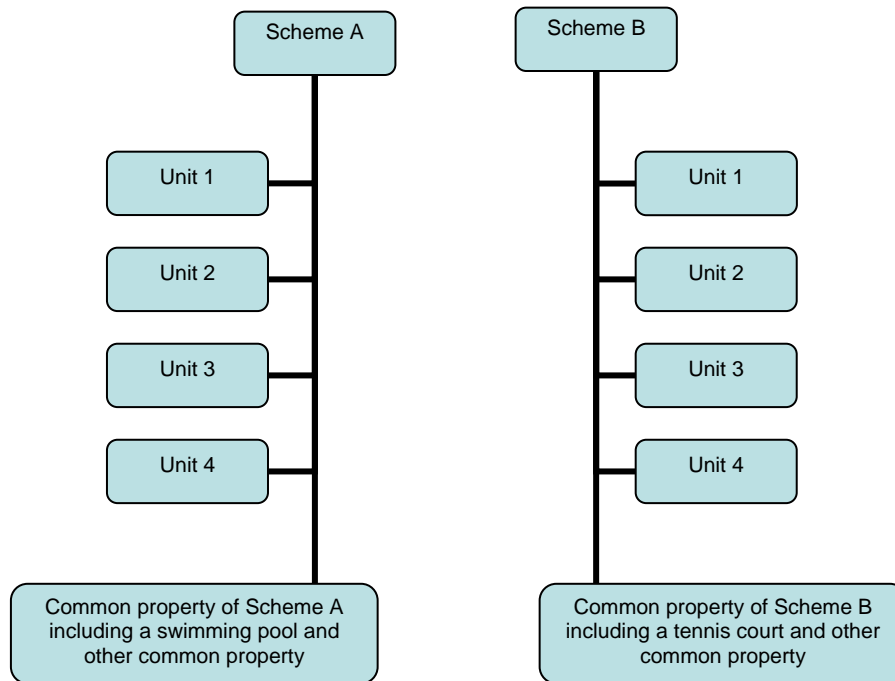 Scheme A
Scheme B
Unit 1
Unit 1
Unit 2
Unit 2
Unit 3
Unit 3
Unit 4
Unit 4
Common property of Scheme A
including a swimming pool and
other common property
Common property of Scheme B
including a tennis court and other
common property